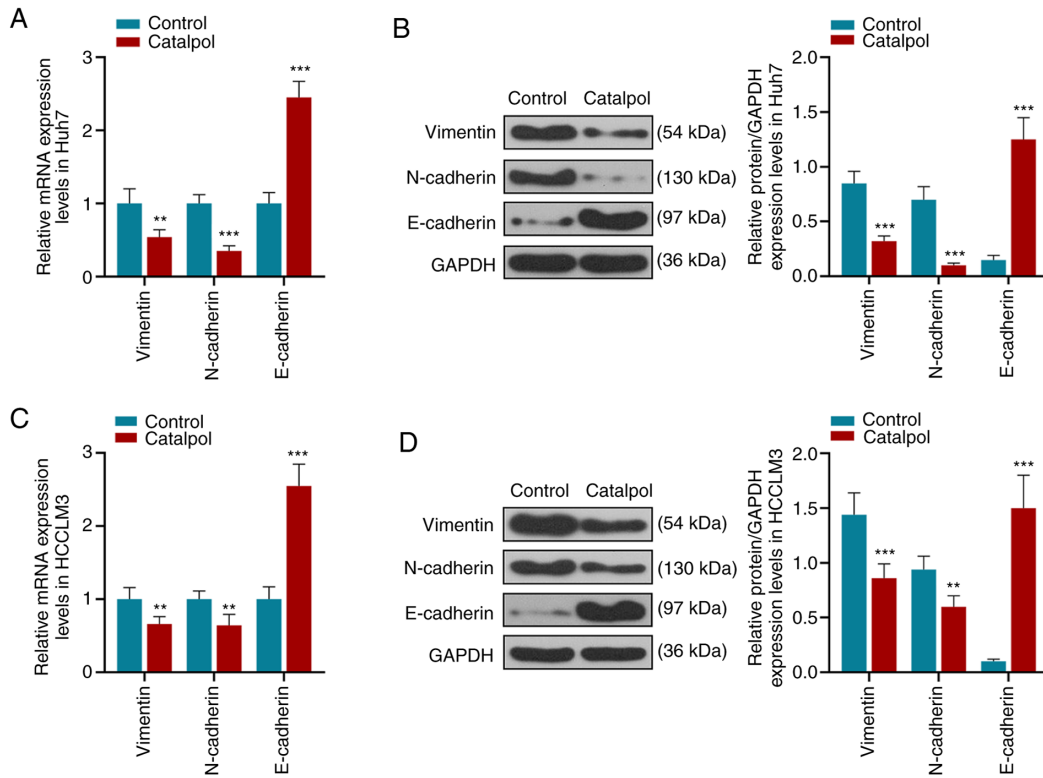 A
Control
Catalpol
Relative mRNA expression
levels in Huh7
3
2
1
0
**
***
***
Vimentin
N-cadherin
E-cadherin
B
Control Catalpol
Vimentin (54 kDa)
N-cadherin (130 kDa)
E-cadherin (97 kDa)
GAPDH (36 kDa)
Control
Catalpol
Relative protein/GAPDH
expression levels in Huh7
2.0
1.5
1.0
0.5
0.0
***
***
***
Vimentin
N-cadherin
E-cadherin
C
Control
Catalpol
Relative mRNA expression
levels in HCCLM3
3
2
1
0
**
**
***
Vimentin
N-cadherin
E-cadherin
D
Control Catalpol
Vimentin (54 kDa)
N-cadherin (130 kDa)
E-cadherin (97 kDa)
GAPDH (36 kDa)
Control
Catalpol
Relative protein/GAPDH
expression levels in HCCLM3
2.0
1.5
1.0
0.5
0.0
***
**
***
Vimentin
N-cadherin
E-cadherin